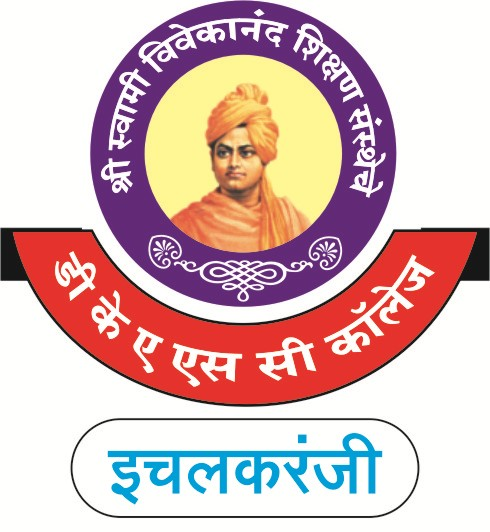 श्री स्वामी विवेकानंद शिक्षण संस्थेचे
डी के ए एस सी कॉलेज
इचलकरंजी